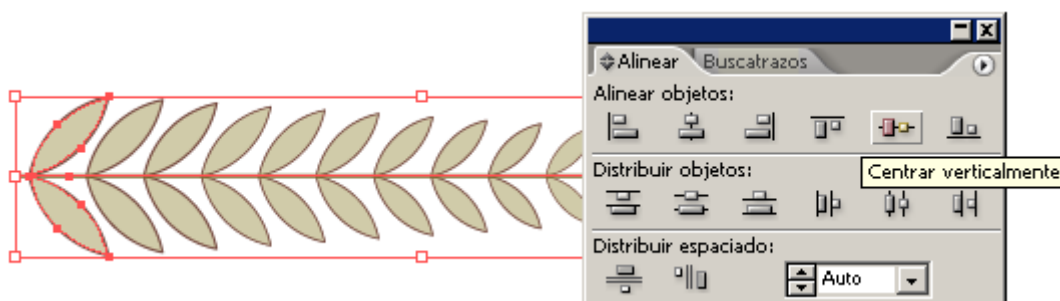 Alinear Buscatrazos
Alinear objetos:
Centrar verticalmente
Distribuir objetos:
Distribuir espaciado:
Auto